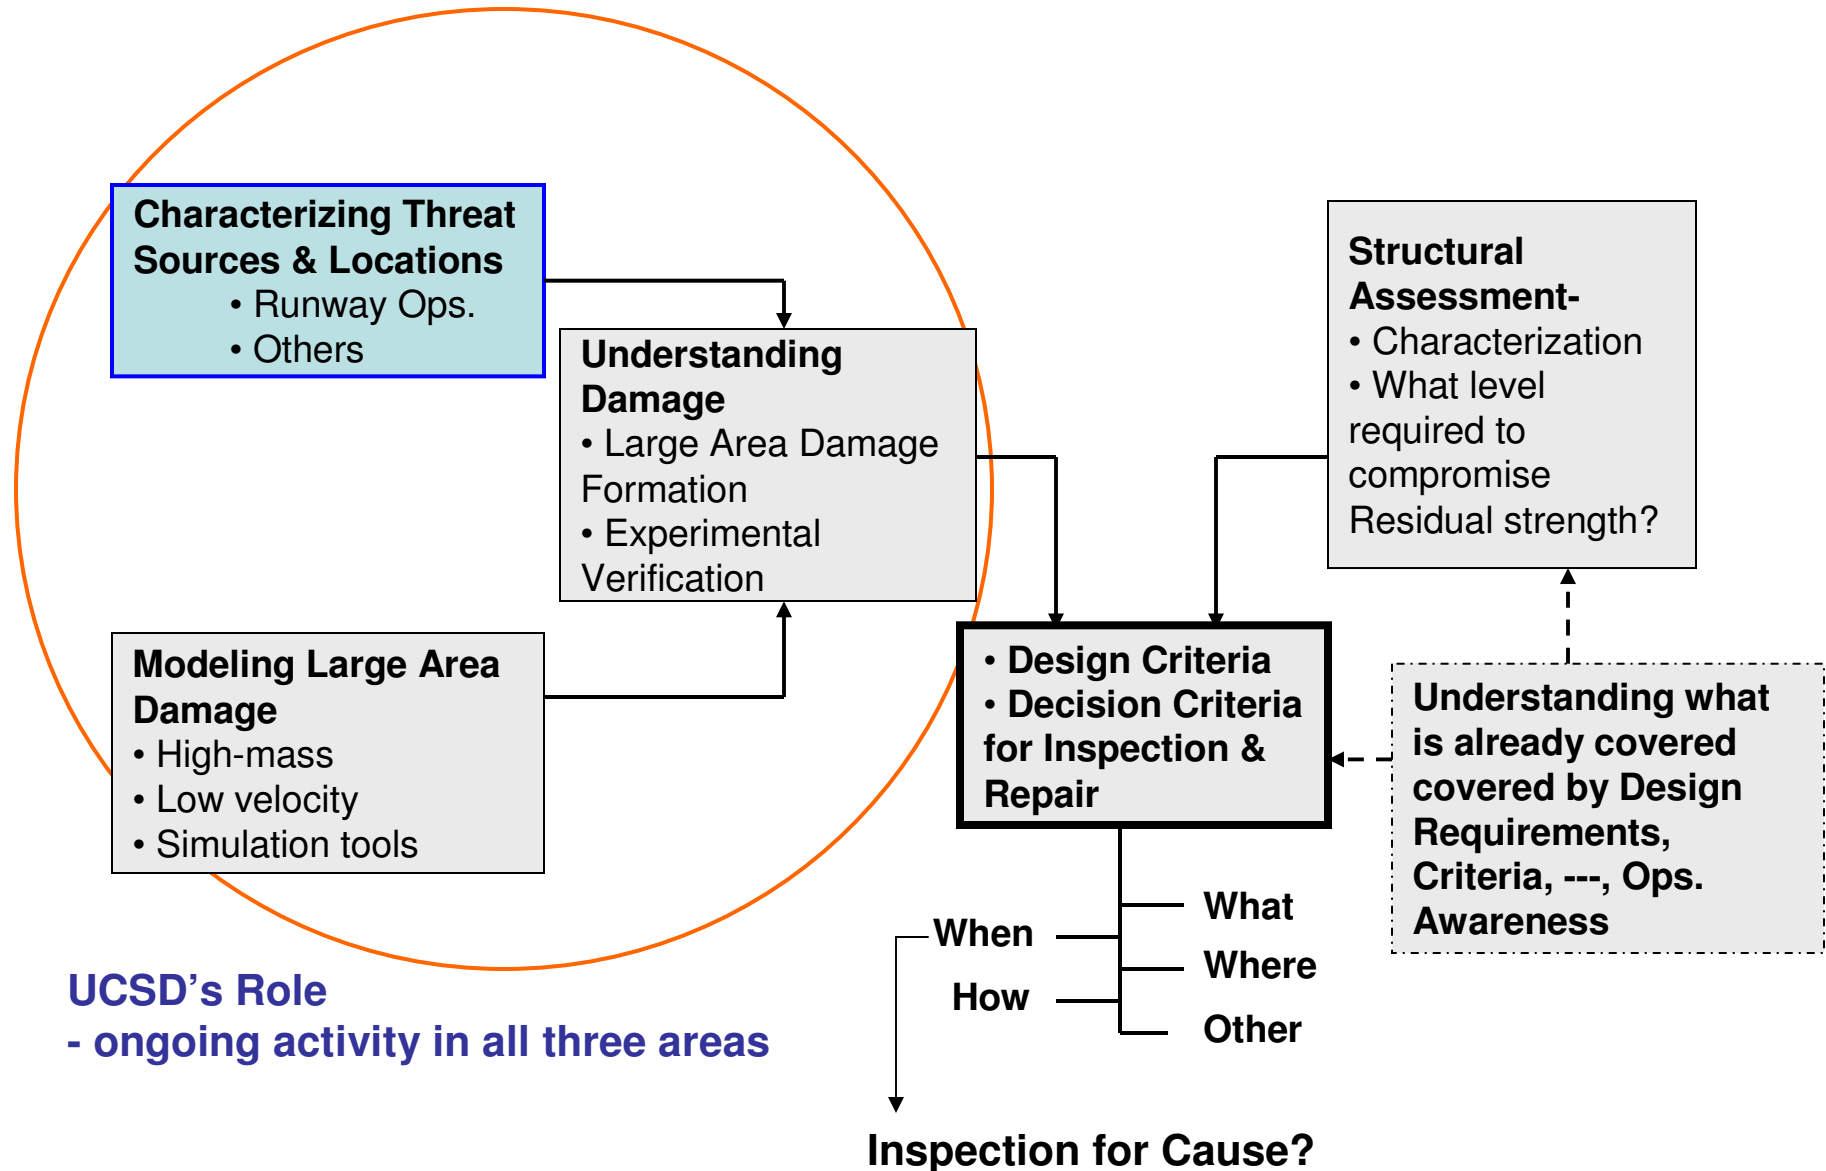 Characterizing Threat
Sources & Locations
• Runway Ops.
• Others
Understanding
Damage
• Large Area Damage
Formation
• Experimental
Verification
Modeling Large Area
Damage
• High-mass
• Low velocity
• Simulation tools
Structural
Assessment-
• Characterization
• What level
required to
compromise
Residual strength?
• Design Criteria
• Decision Criteria
for Inspection &
Repair
Understanding what
is already covered
covered by Design
Requirements,
Criteria, ---, Ops.
Awareness
What
When
Where
How
Other
UCSD’s Role
- ongoing activity in all three areas
Inspection for Cause?